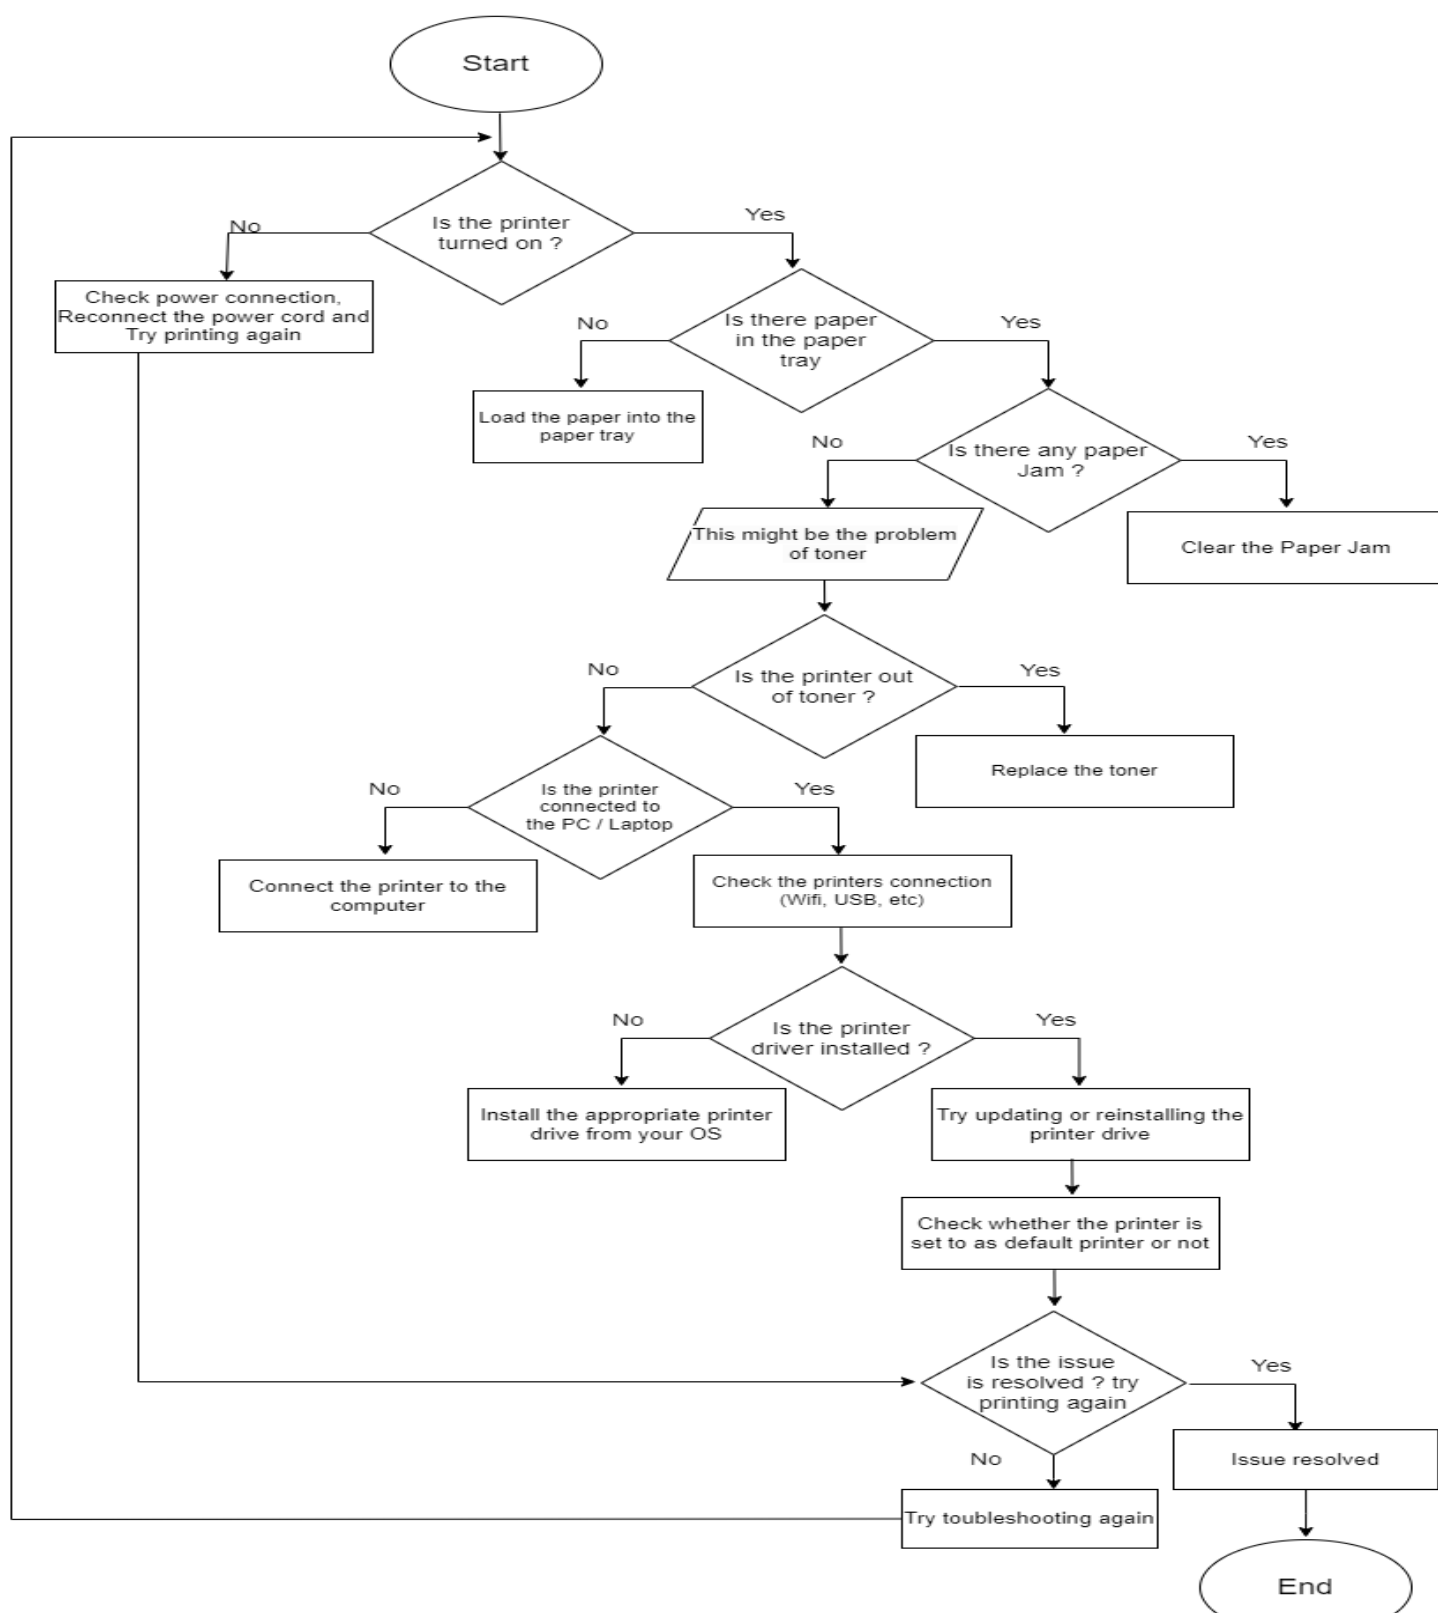 Start
Is the printer
turned on ?
No
Yes
Check power connection,
Reconnect the power cord and
Try printing again
Is there paper
in the paper
tray
No
Yes
Load the paper into the
paper tray
Is there any paper
Jam ?
No
Yes
This might be the problem
of toner
Clear the Paper Jam
Is the printer out
of toner ?
No
Yes
Replace the toner
Is the printer
connected to
the PC / Laptop
No
Yes
Connect the printer to the
computer
Check the printers connection
(Wifi, USB, etc)
Is the printer
driver installed ?
No
Yes
Install the appropriate printer
drive from your OS
Try updating or reinstalling the
printer drive
Check whether the printer is
set to as default printer or not
Is the issue
is resolved ? try
printing again
Yes
No
Issue resolved
Try toubleshooting again
End